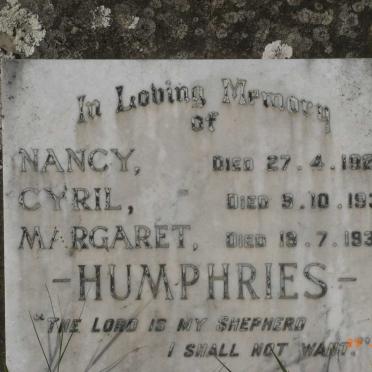 In Loving Memory
of
NANCY, DIED 27.4.192
CYRIL, " DIED 9.10.193
MARGARET, DIED 19.7.193
-HUMPHRIES-
"THE LORD IS MY SHEPHERD
I SHALL NOT WANT."